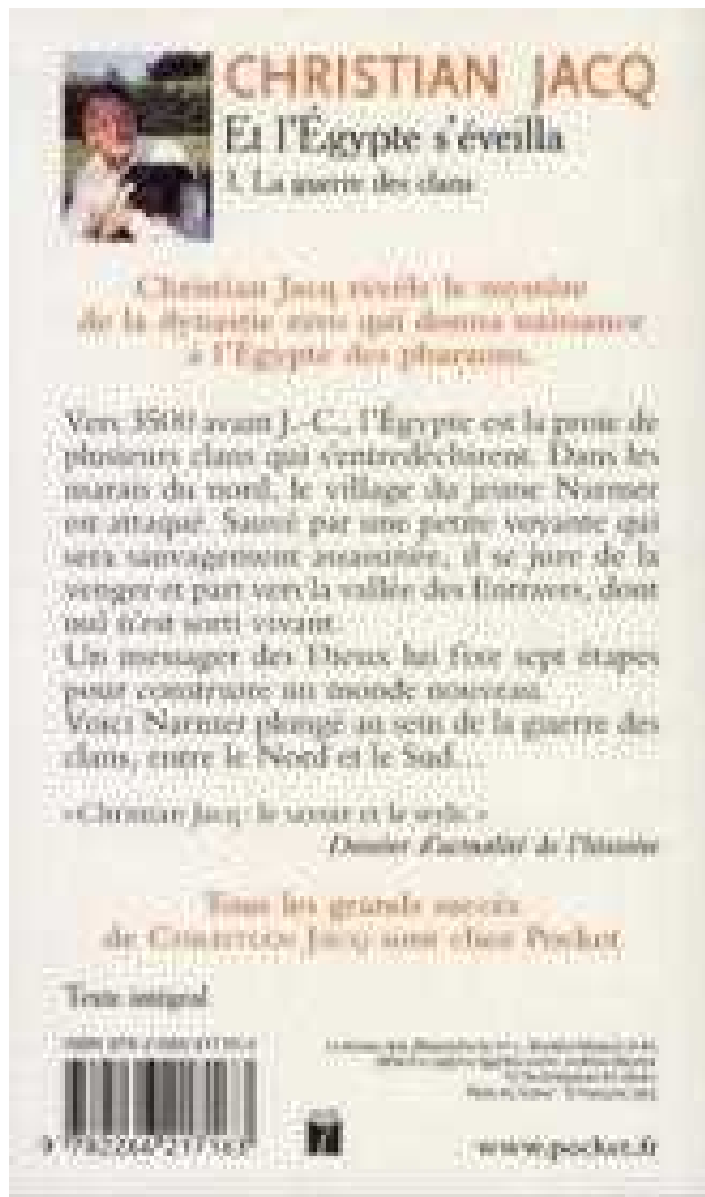 CHRISTIAN JACQ
Et l'Égypte s'éveilla
1. La guerre des clans
Christian Jacq révèle le mystère
de la dynastie zéro qui donna naissance
à l'Égypte des pharaons.
Vers 3500 avant J.-C., l'Égypte est la proie de
plusieurs clans qui s'entredéchirent. Dans les
marais du nord, le village du jeune Narmer
est attaqué. Sauvé par une petite voyante qui
sera sauvagement assassinée, il se jure de la
venger et part vers la vallée des Entraves, dont
nul n'est sorti vivant.
Un messager des Dieux lui fixe sept étapes
pour construire un monde nouveau.
Voici Narmer plongé au sein de la guerre des
clans, entre le Nord et le Sud...
« Christian Jacq : le savoir et le style. »
Dossier d'actualité de l'histoire
Tous les grands succès
de CHRISTIAN JACQ sont chez Pocket
Texte intégral
www.pocket.fr